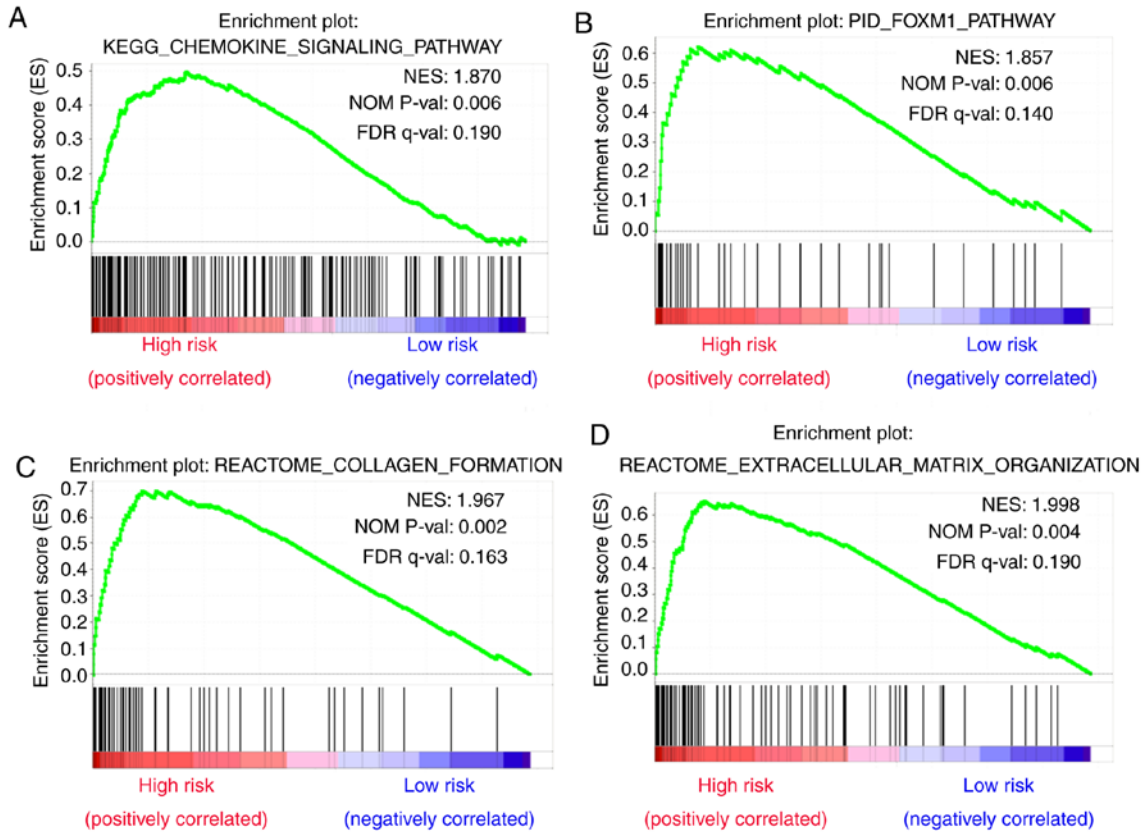 A
Enrichment plot:
KEGG_CHEMOKINE_SIGNALING_PATHWAY
Enrichment score (ES)
0.5
0.4
0.3
0.2
0.1
0.0
NES: 1.870
NOM P-val: 0.006
FDR q-val: 0.190
High risk
(positively correlated)
Low risk
(negatively correlated)
B
Enrichment plot: PID_FOXM1_PATHWAY
Enrichment score (ES)
0.6
0.5
0.4
0.3
0.2
0.1
0.0
NES: 1.857
NOM P-val: 0.006
FDR q-val: 0.140
High risk
(positively correlated)
Low risk
(negatively correlated)
C
Enrichment plot: REACTOME_COLLAGEN_FORMATION
Enrichment score (ES)
0.7
0.6
0.5
0.4
0.3
0.2
0.1
0.0
NES: 1.967
NOM P-val: 0.002
FDR q-val: 0.163
High risk
(positively correlated)
Low risk
(negatively correlated)
D
Enrichment plot:
REACTOME_EXTRACELLULAR_MATRIX_ORGANIZATION
Enrichment score (ES)
0.6
0.5
0.4
0.3
0.2
0.1
0.0
NES: 1.998
NOM P-val: 0.004
FDR q-val: 0.190
High risk
(positively correlated)
Low risk
(negatively correlated)